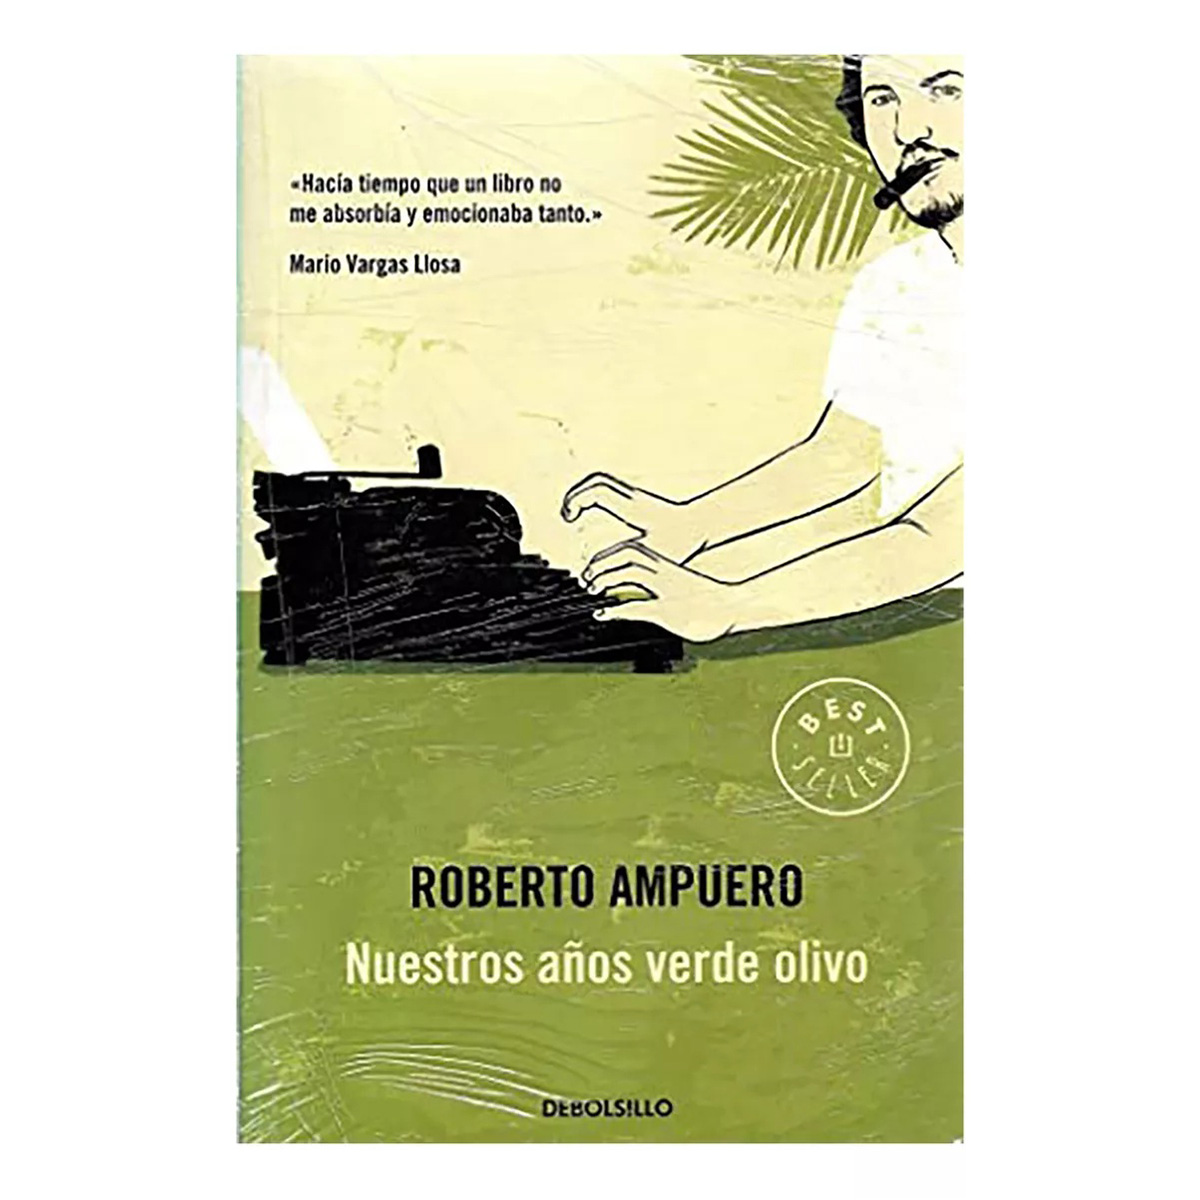 «Hacía tiempo que un libro no
me absorbía y emocionaba tanto.»
Mario Vargas Llosa
BEST
SELLER
ROBERTO AMPUERO
Nuestros años verde olivo
DEBOLSILLO